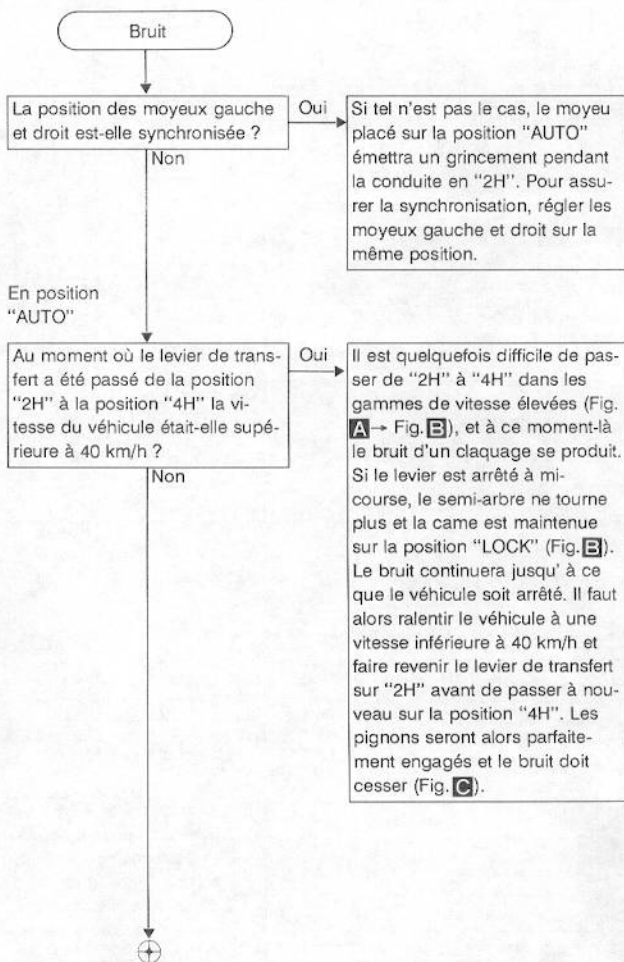 Bruit
La position des moyeux gauche
et droit est-elle synchronisée ?
Oui
Non
Si tel n'est pas le cas, le moyeu
placé sur la position "AUTO"
émettra un grincement pendant
la conduite en "2H". Pour assu-
rer la synchronisation, régler les
moyeux gauche et droit sur la
même position.
En position
"AUTO"
Au moment où le levier de trans-
fert a été passé de la position
"2H" à la position "4H" la vi-
tesse du véhicule était-elle supé-
rieure à 40 km/h ?
Oui
Non
Il est quelquefois difficile de pas-
ser de "2H" à "4H" dans les
gammes de vitesse élevées (Fig.
A → Fig. B), et à ce moment-là
le bruit d'un claquage se produit.
Si le levier est arrêté à mi-
course, le semi-arbre ne tourne
plus et la came est maintenue
sur la position "LOCK" (Fig. B).
Le bruit continuera jusqu' à ce
que le véhicule soit arrêté. Il faut
alors ralentir le véhicule à une
vitesse inférieure à 40 km/h et
faire revenir le levier de transfert
sur "2H" avant de passer à nou-
veau sur la position "4H". Les
pignons seront alors parfaite-
ment engagés et le bruit doit
cesser (Fig. C).